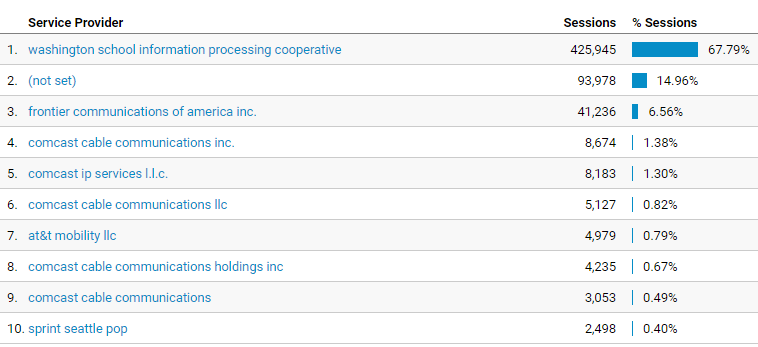 Service Provider Sessions % Sessions
1. washington school information processing cooperative 425,945 67.79%
2. (not set) 93,978 14.96%
3. frontier communications of america inc. 41,236 6.56%
4. comcast cable communications inc. 8,674 1.38%
5. comcast ip services l.l.c. 8,183 1.30%
6. comcast cable communications llc 5,127 0.82%
7. at&t mobility llc 4,979 0.79%
8. comcast cable communications holdings inc 4,235 0.67%
9. comcast cable communications 3,053 0.49%
10. sprint seattle pop 2,498 0.40%